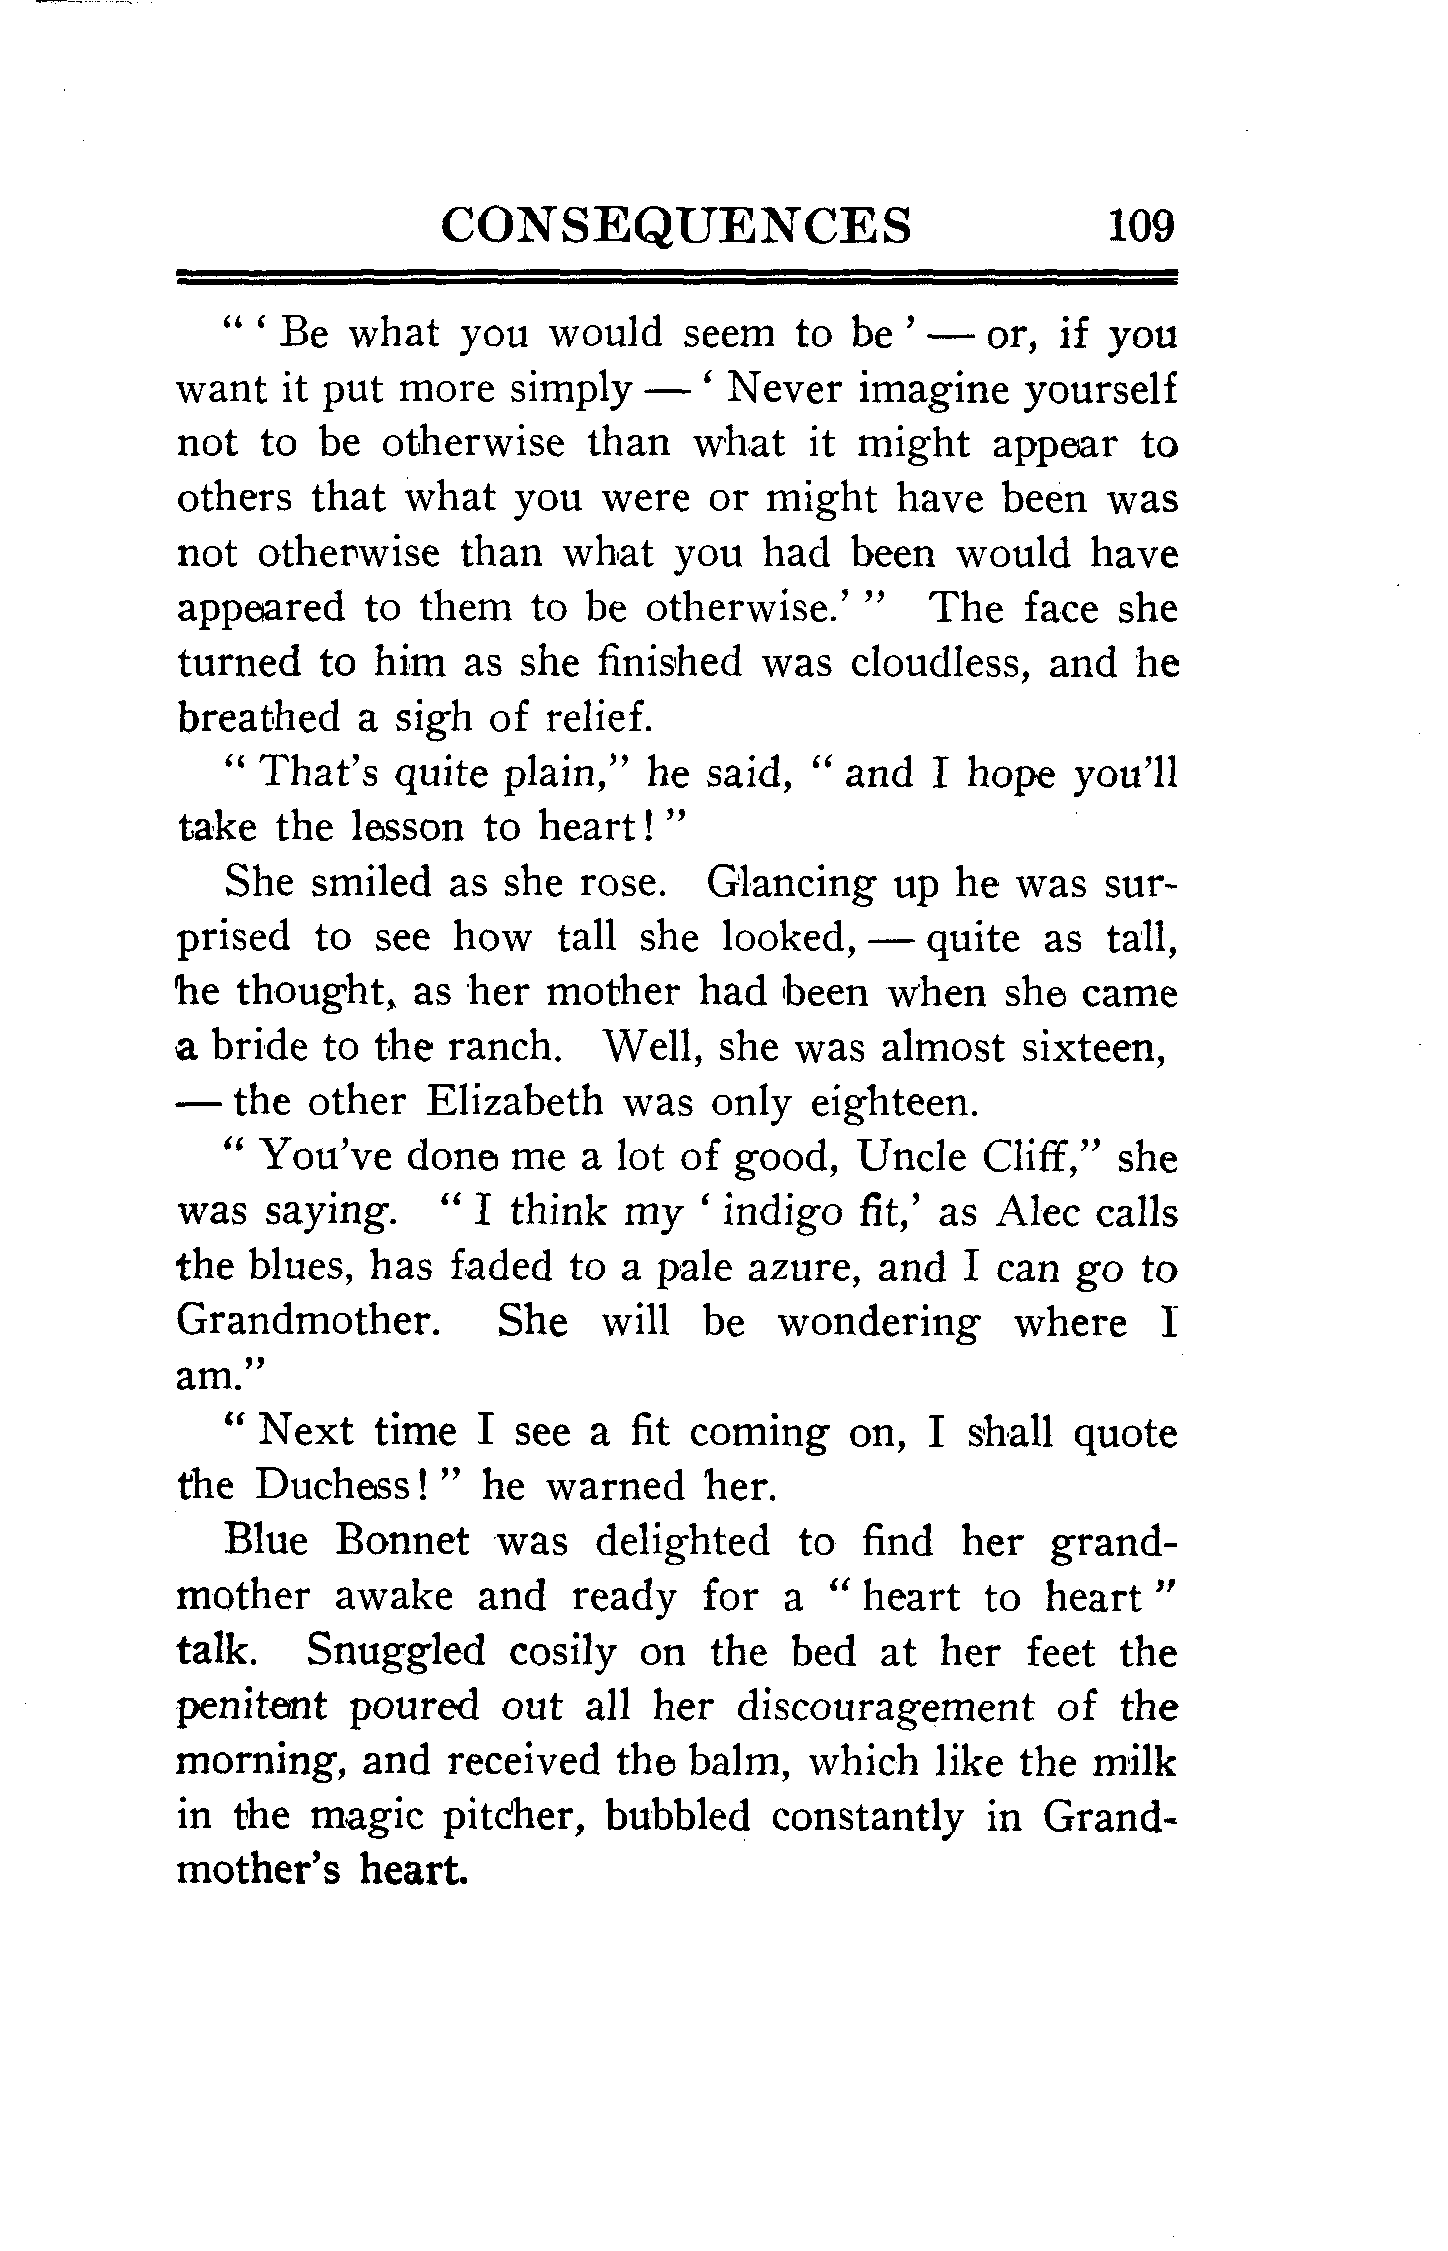 CONSEQUENCES 109
" ' Be what you would seem to be ' — or, if you
want it put more simply — ' Never imagine yourself
not to be otherwise than what it might appear to
others that what you were or might have been was
not otherwise than what you had been would have
appeared to them to be otherwise.' " The face she
turned to him as she finished was cloudless, and he
breathed a sigh of relief.
" That's quite plain," he said, " and I hope you'll
take the lesson to heart! "
She smiled as she rose. Glancing up he was sur-
prised to see how tall she looked, — quite as tall,
he thought, as her mother had been when she came
a bride to the ranch. Well, she was almost sixteen,
— the other Elizabeth was only eighteen.
" You've done me a lot of good, Uncle Cliff," she
was saying. " I think my ' indigo fit,' as Alec calls
the blues, has faded to a pale azure, and I can go to
Grandmother. She will be wondering where I
am."
" Next time I see a fit coming on, I shall quote
the Duchess! " he warned her.
Blue Bonnet was delighted to find her grand-
mother awake and ready for a " heart to heart "
talk. Snuggled cosily on the bed at her feet the
penitent poured out all her discouragement of the
morning, and received the balm, which like the milk
in the magic pitcher, bubbled constantly in Grand-
mother's heart.